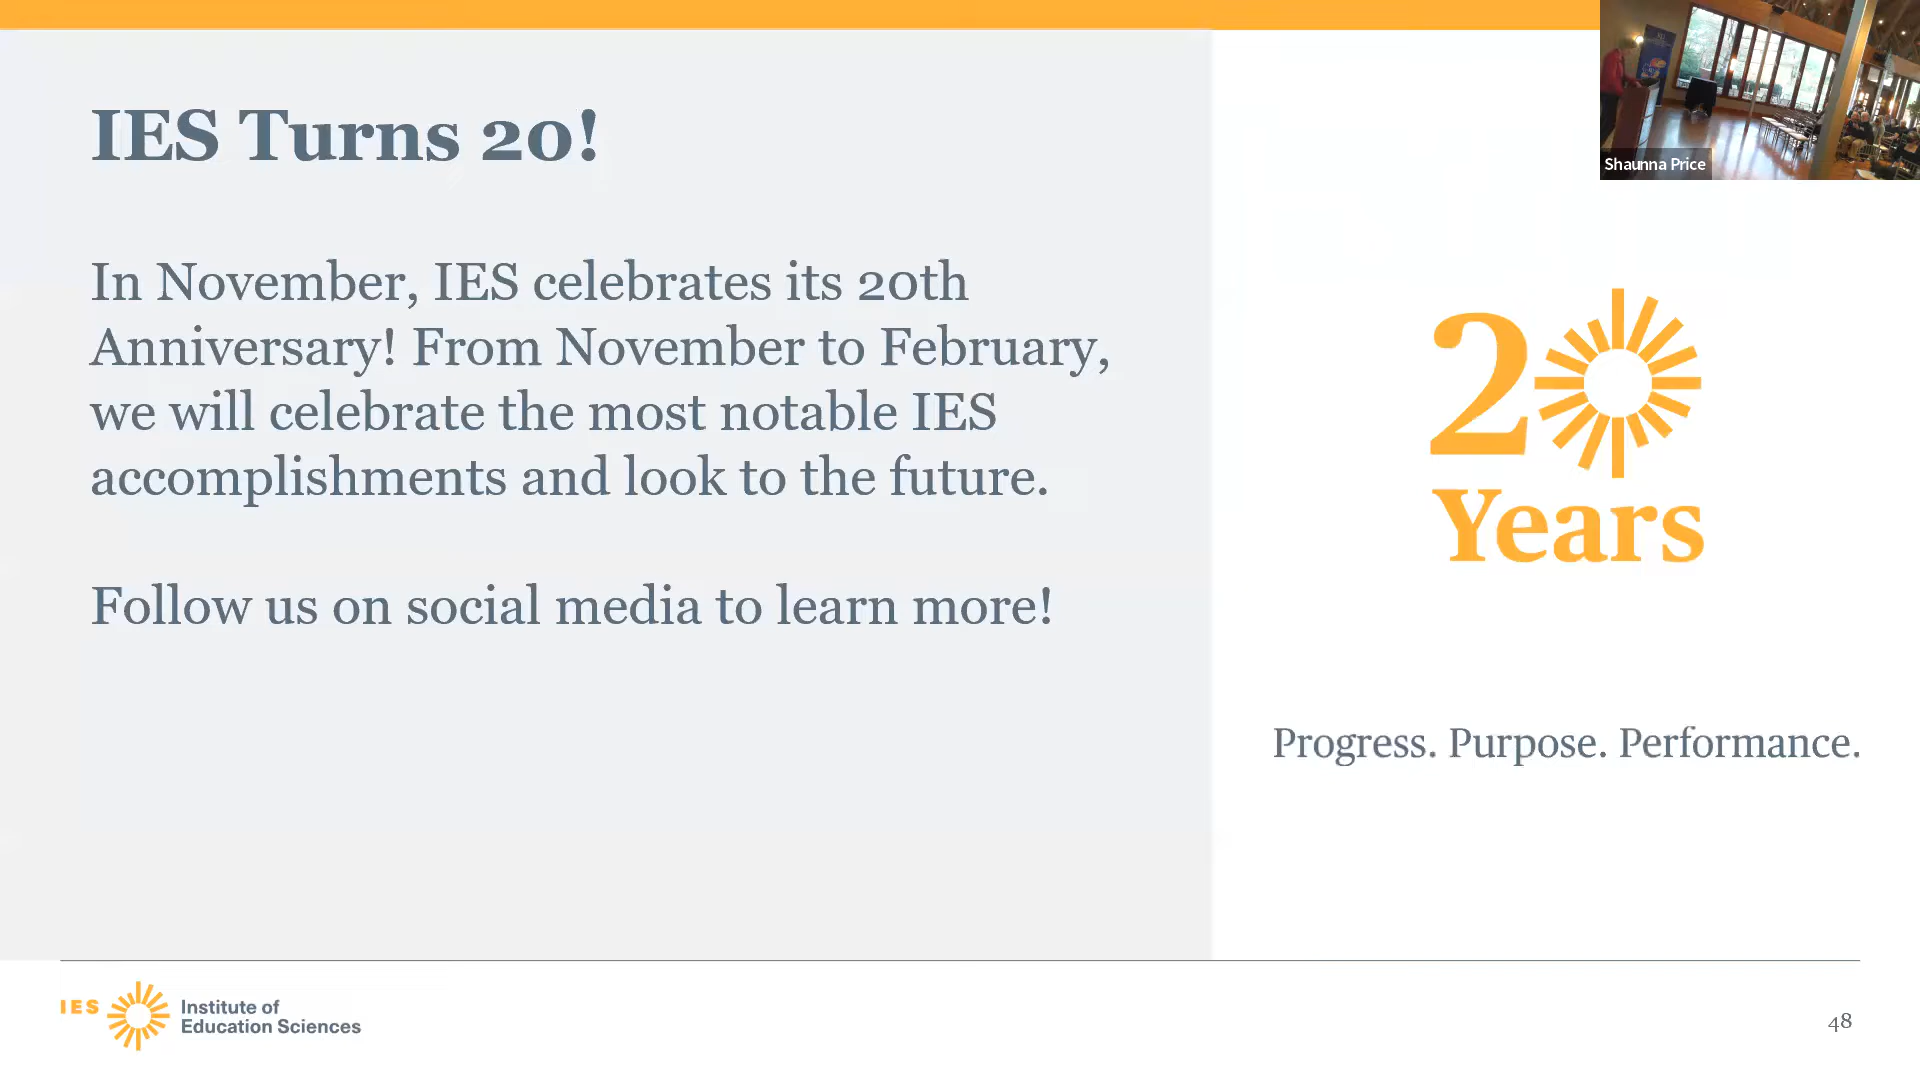 IES Turns 20!
In November, IES celebrates its 20th
Anniversary! From November to February,
we will celebrate the most notable IES
accomplishments and look to the future.
Follow us on social media to learn more!
Shaunna Price
20
Years
Progress. Purpose. Performance.
IES
Institute of
Education Sciences
48